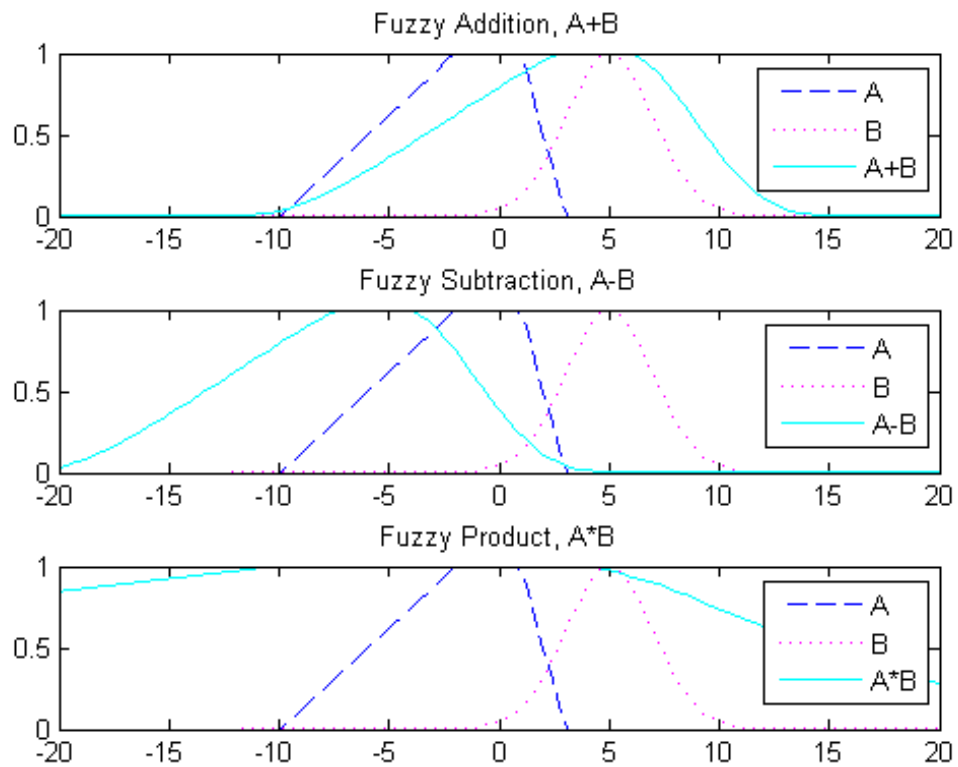 Fuzzy Addition, A+B
1
0.5
0
-20 -15 -10 -5 0 5 10 15 20
A
B
A+B
Fuzzy Subtraction, A-B
1
0.5
0
-20 -15 -10 -5 0 5 10 15 20
A
B
A-B
Fuzzy Product, A*B
1
0.5
0
-20 -15 -10 -5 0 5 10 15 20
A
B
A*B